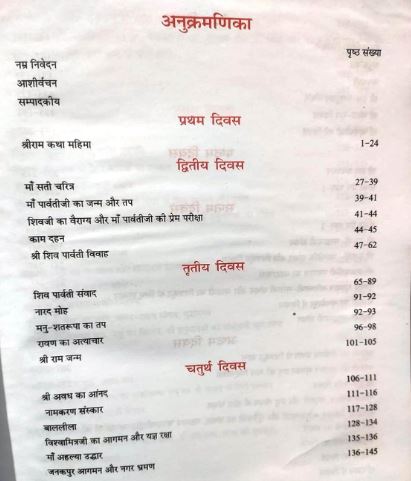 अनुक्रमणिका
पृष्ठ संख्या
नम्र निवेदन
आशीर्वचन
सम्पादकीय
प्रथम दिवस
श्रीराम कथा महिमा 1-24
द्वितीय दिवस
माँ सती चरित्र 27-39
माँ पार्वतीजी का जन्म और तप 39-41
शिवजी का वैराग्य और माँ पार्वतीजी की प्रेम परीक्षा 41-44
काम दहन 44-45
श्री शिव पार्वती विवाह 47-62
तृतीय दिवस
शिव पार्वती संवाद 65-89
नारद मोह 91-92
मनु-शतरूपा का तप 92-93
रावण का अत्याचार 96-98
श्री राम जन्म 101-105
चतुर्थ दिवस
श्री अवध का आनंद 106-111
नामकरण संस्कार 111-116
बाललीला 117-128
विश्वामित्रजी का आगमन और यज्ञ रक्षा 128-134
माँ अहल्या उद्धार 135-136
जनकपुर आगमन और नगर भ्रमण 136-145